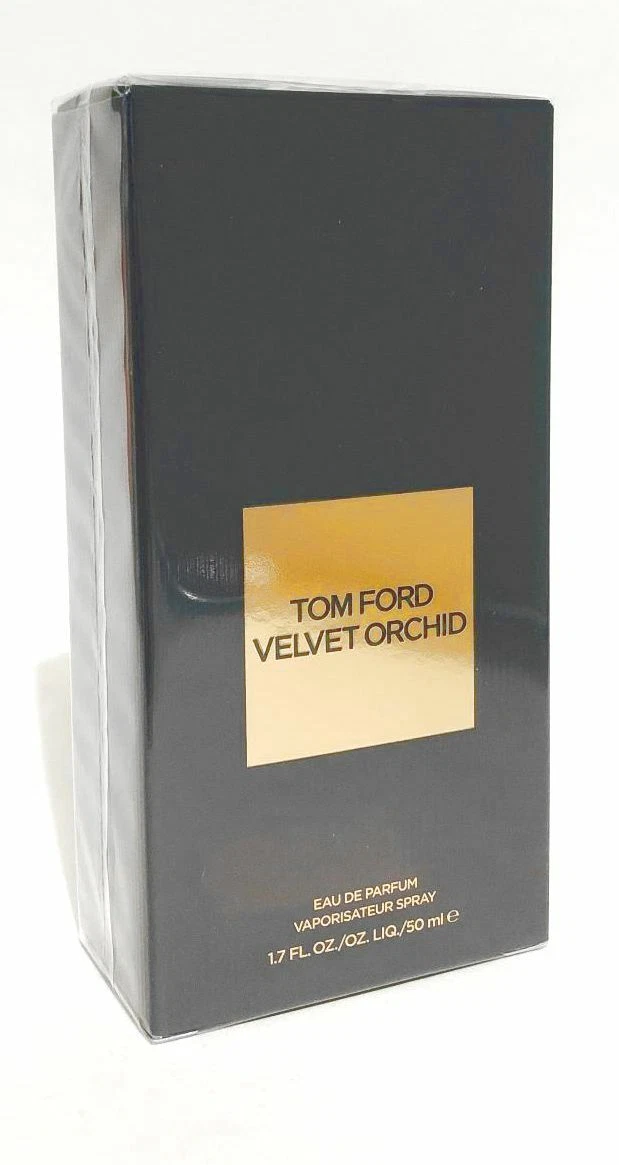 TOM FORD
VELVET ORCHID
EAU DE PARFUM
VAPORISATEUR SPRAY
1.7 FL. OZ./OZ. LIQ./50 ml ℮